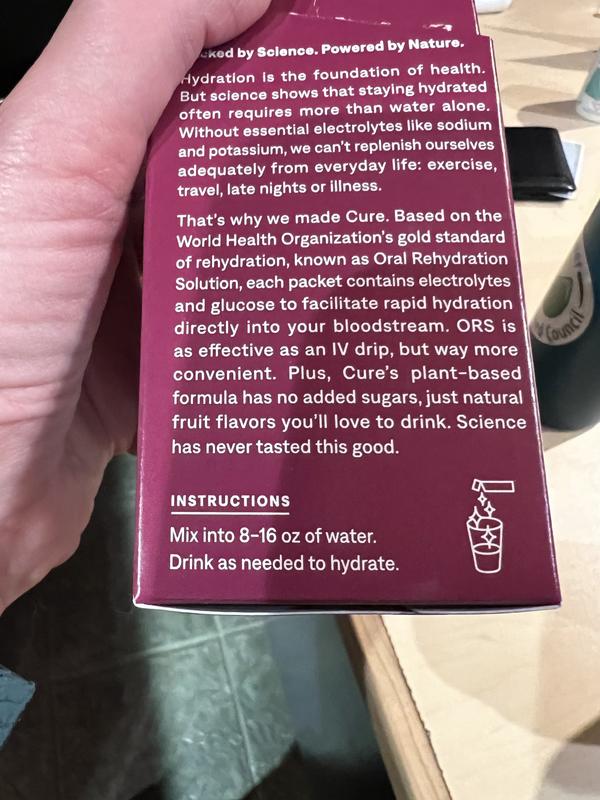 by Science. Powered by Nature.
Hydration is the foundation of health.
But science shows that staying hydrated
often requires more than water alone.
Without essential electrolytes like sodium
and potassium, we can't replenish ourselves
adequately from everyday life: exercise,
travel, late nights or illness.
That's why we made Cure. Based on the
World Health Organization's gold standard
of rehydration, known as Oral Rehydration
Solution, each packet contains electrolytes
and glucose to facilitate rapid hydration
directly into your bloodstream. ORS is
as effective as an IV drip, but way more
convenient. Plus, Cure's plant-based
formula has no added sugars, just natural
fruit flavors you'll love to drink. Science
has never tasted this good.
INSTRUCTIONS
Mix into 8-16 oz of water.
Drink as needed to hydrate.
Council